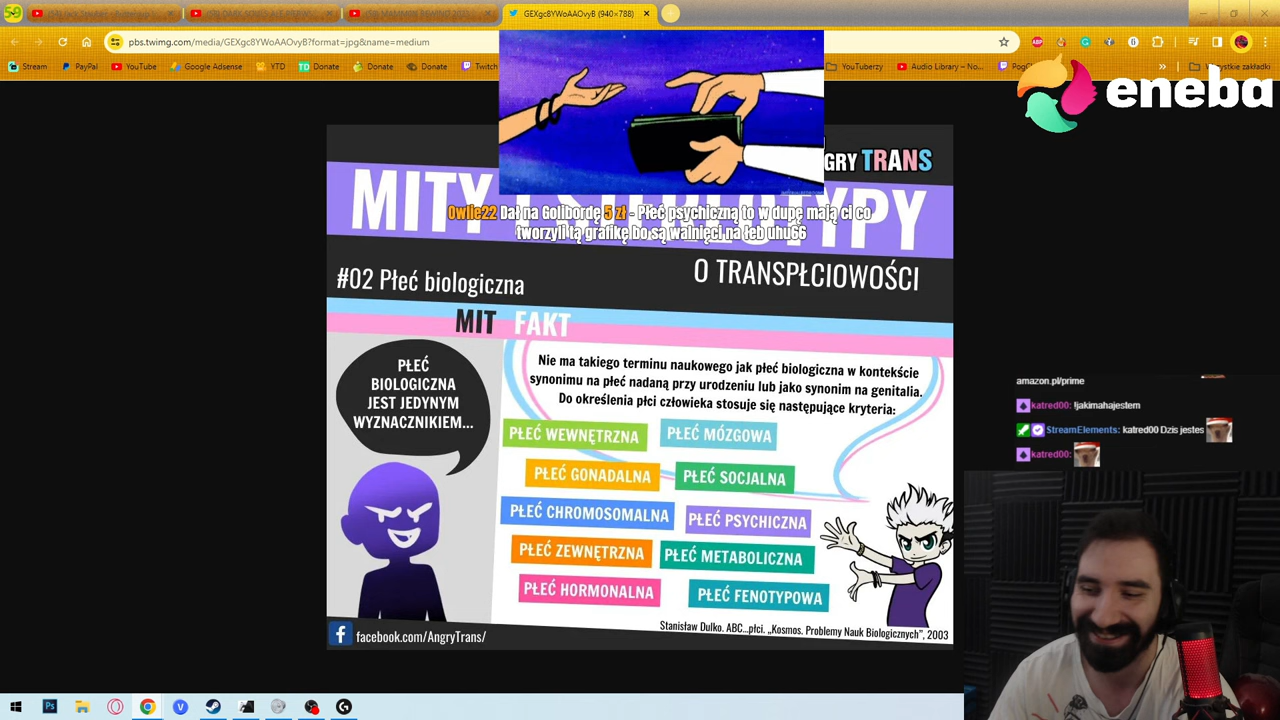 GEXgc8YWoAAOvyB (940×788)
pbs.twimg.com/media/GEXgc8YWoAAOvyB?format=jpg&name=medium
Stream
PayPal
YouTube
Google Adsense
YTD
Donate
Donate
Donate
Twitch
YouTuberzy
Audio Library – No...
Wszystkie zakładki
eneba
GRY TRANS
MITY
TYPY
0wlie22 Dał na Golibordę 5 zł - Płeć psychiczną to w dupę mają ci co
tworzyli tą grafikę bo są walnięci na łeb uhu66
O TRANSPŁCIOWOŚCI
#02 Płeć biologiczna
MIT FAKT
PŁEĆ
BIOLOGICZNA
JEST JEDYNYM
WYZNACZNIKIEM...
Nie ma takiego terminu naukowego jak płeć biologiczna w kontekście
synonimu na płeć nadaną przy urodzeniu lub jako synonim na genitalia.
Do określenia płci człowieka stosuje się następujące kryteria:
PŁEĆ WEWNĘTRZNA
PŁEĆ MÓZGOWA
PŁEĆ GONADALNA
PŁEĆ SOCJALNA
PŁEĆ CHROMOSOMALNA
PŁEĆ PSYCHICZNA
PŁEĆ ZEWNĘTRZNA
PŁEĆ METABOLICZNA
PŁEĆ HORMONALNA
PŁEĆ FENOTYPOWA
Stanisław Dulko. ABC...płci. „Kosmos. Problemy Nauk Biologicznych", 2003
facebook.com/AngryTrans/
amazon.pl/prime
katred00: !jakimahajestem
StreamElements: katred00 Dzis jestes
katred00: